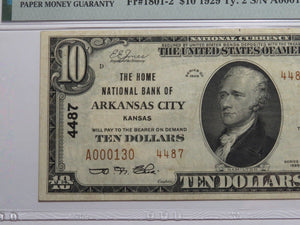 PAPER MONEY GUARANTY
Fr#1801-2 $10 1929 Ty. 2 S/N A0001
10
D
THE HOME
NATIONAL BANK OF
ARKANSAS CITY
KANSAS
WILL PAY TO THE BEARER ON DEMAND
TEN DOLLARS
A000130 4487
4487
448
10
TEN DOLLARS